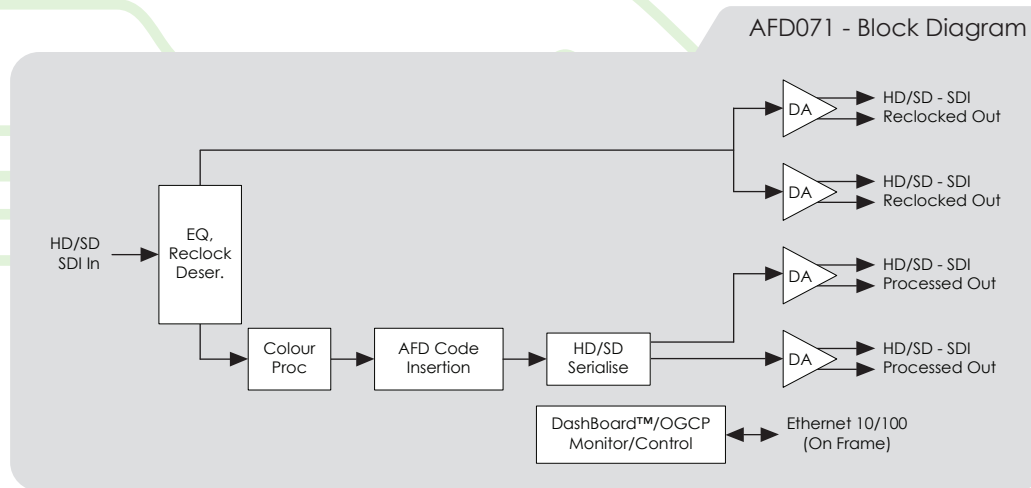 AFD071 - Block Diagram
DA
HD/SD - SDI
Reclocked Out
DA
HD/SD - SDI
Reclocked Out
HD/SD
SDI In
EQ,
Reclock
Deser.
DA
HD/SD - SDI
Processed Out
Colour
Proc
AFD Code
Insertion
HD/SD
Serialise
DA
HD/SD - SDI
Processed Out
DashBoard™/OGCP
Monitor/Control
Ethernet 10/100
(On Frame)